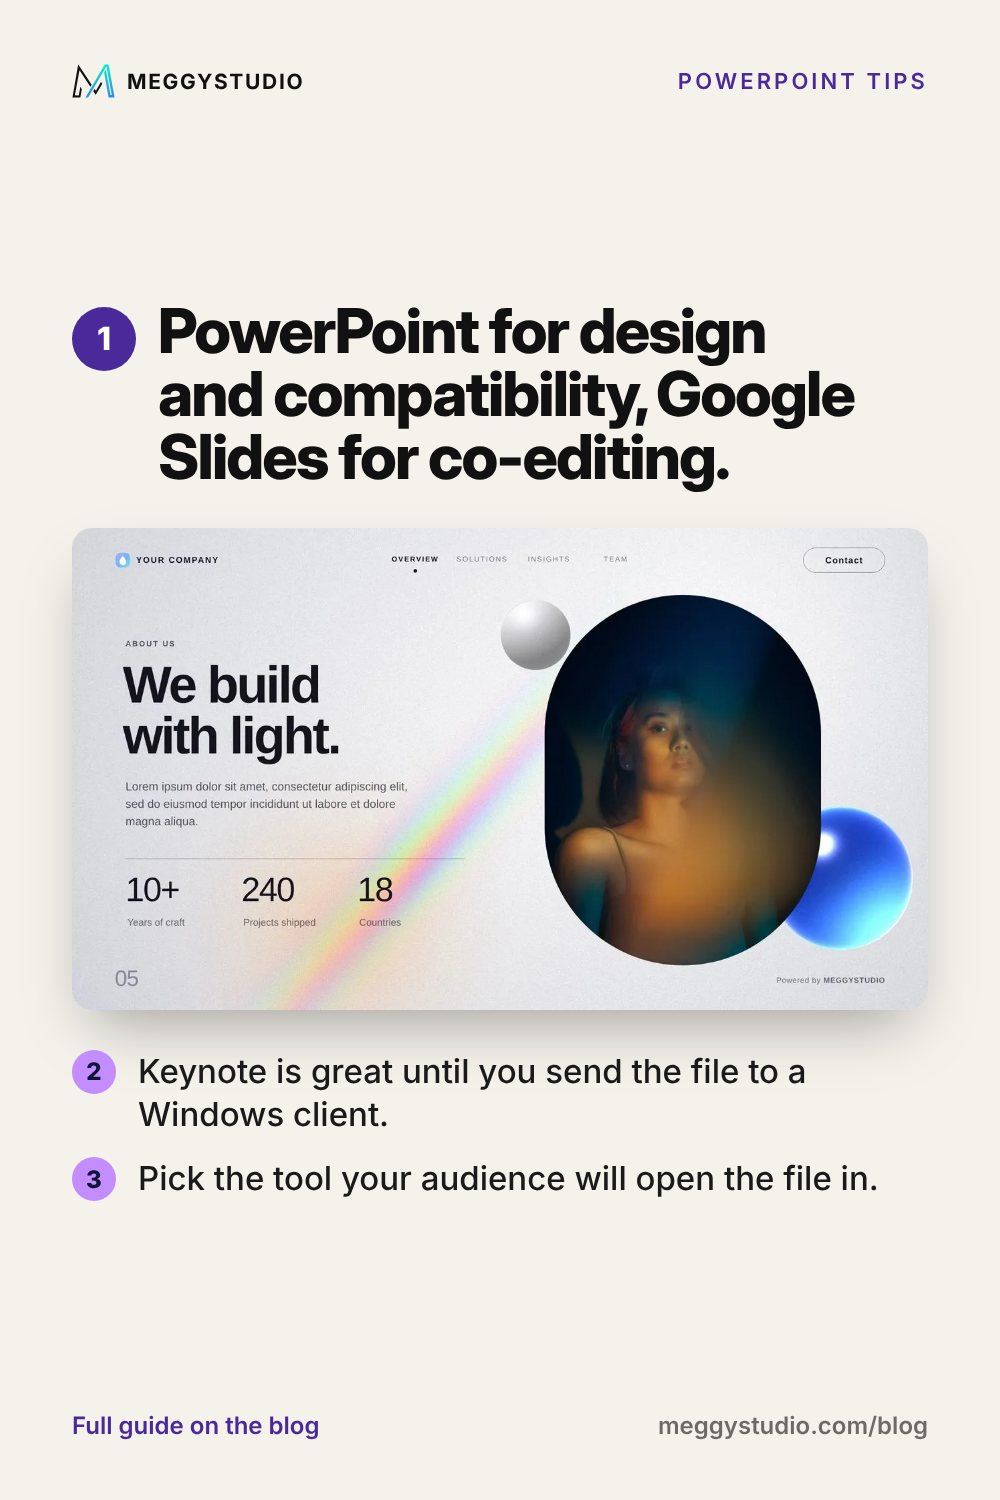 MEGGYSTUDIO
POWERPOINT TIPS
1
PowerPoint for design
and compatibility, Google
Slides for co-editing.
YOUR COMPANY
OVERVIEW SOLUTIONS INSIGHTS TEAM
Contact
ABOUT US
We build
with light.
Lorem ipsum dolor sit amet, consectetur adipiscing elit,
sed do eiusmod tempor incididunt ut labore et dolore
magna aliqua.
10+ 240 18
Years of craft Projects shipped Countries
05
Powered by MEGGYSTUDIO
2 Keynote is great until you send the file to a
Windows client.
3 Pick the tool your audience will open the file in.
Full guide on the blog
meggystudio.com/blog